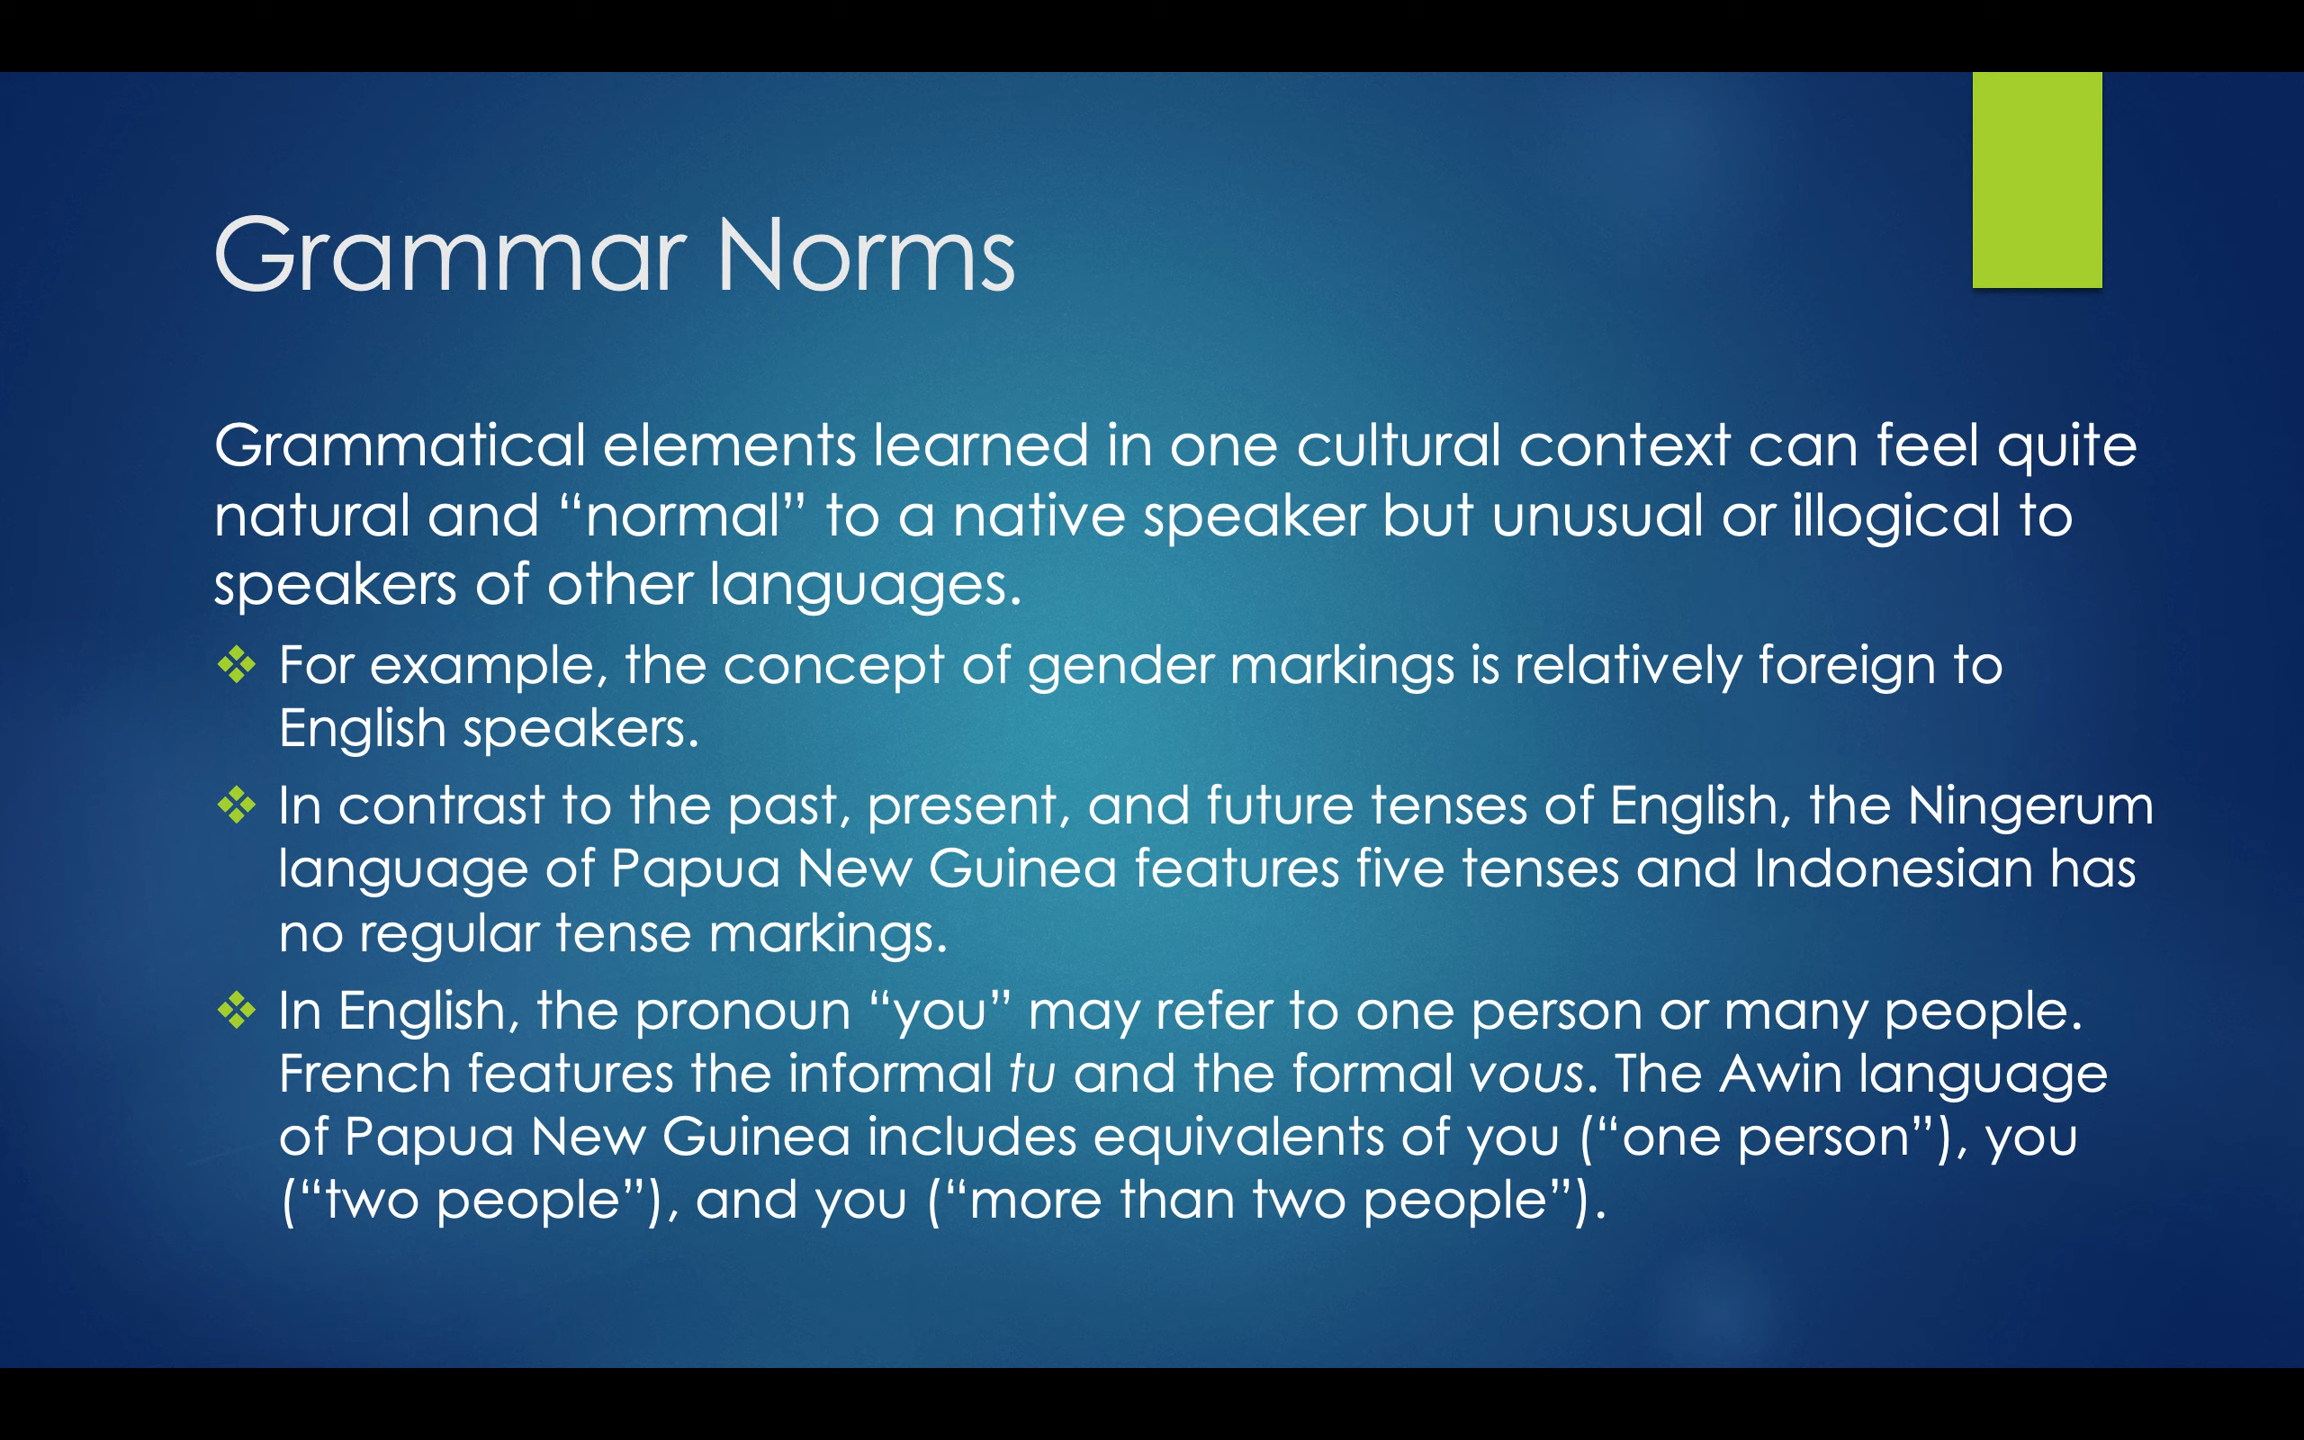 Grammar Norms
Grammatical elements learned in one cultural context can feel quite
natural and “normal” to a native speaker but unusual or illogical to
speakers of other languages.
❖ For example, the concept of gender markings is relatively foreign to
English speakers.
❖ In contrast to the past, present, and future tenses of English, the Ningerum
language of Papua New Guinea features five tenses and Indonesian has
no regular tense markings.
❖ In English, the pronoun “you” may refer to one person or many people.
French features the informal tu and the formal vous. The Awin language
of Papua New Guinea includes equivalents of you (“one person”), you
(“two people”), and you (“more than two people”).